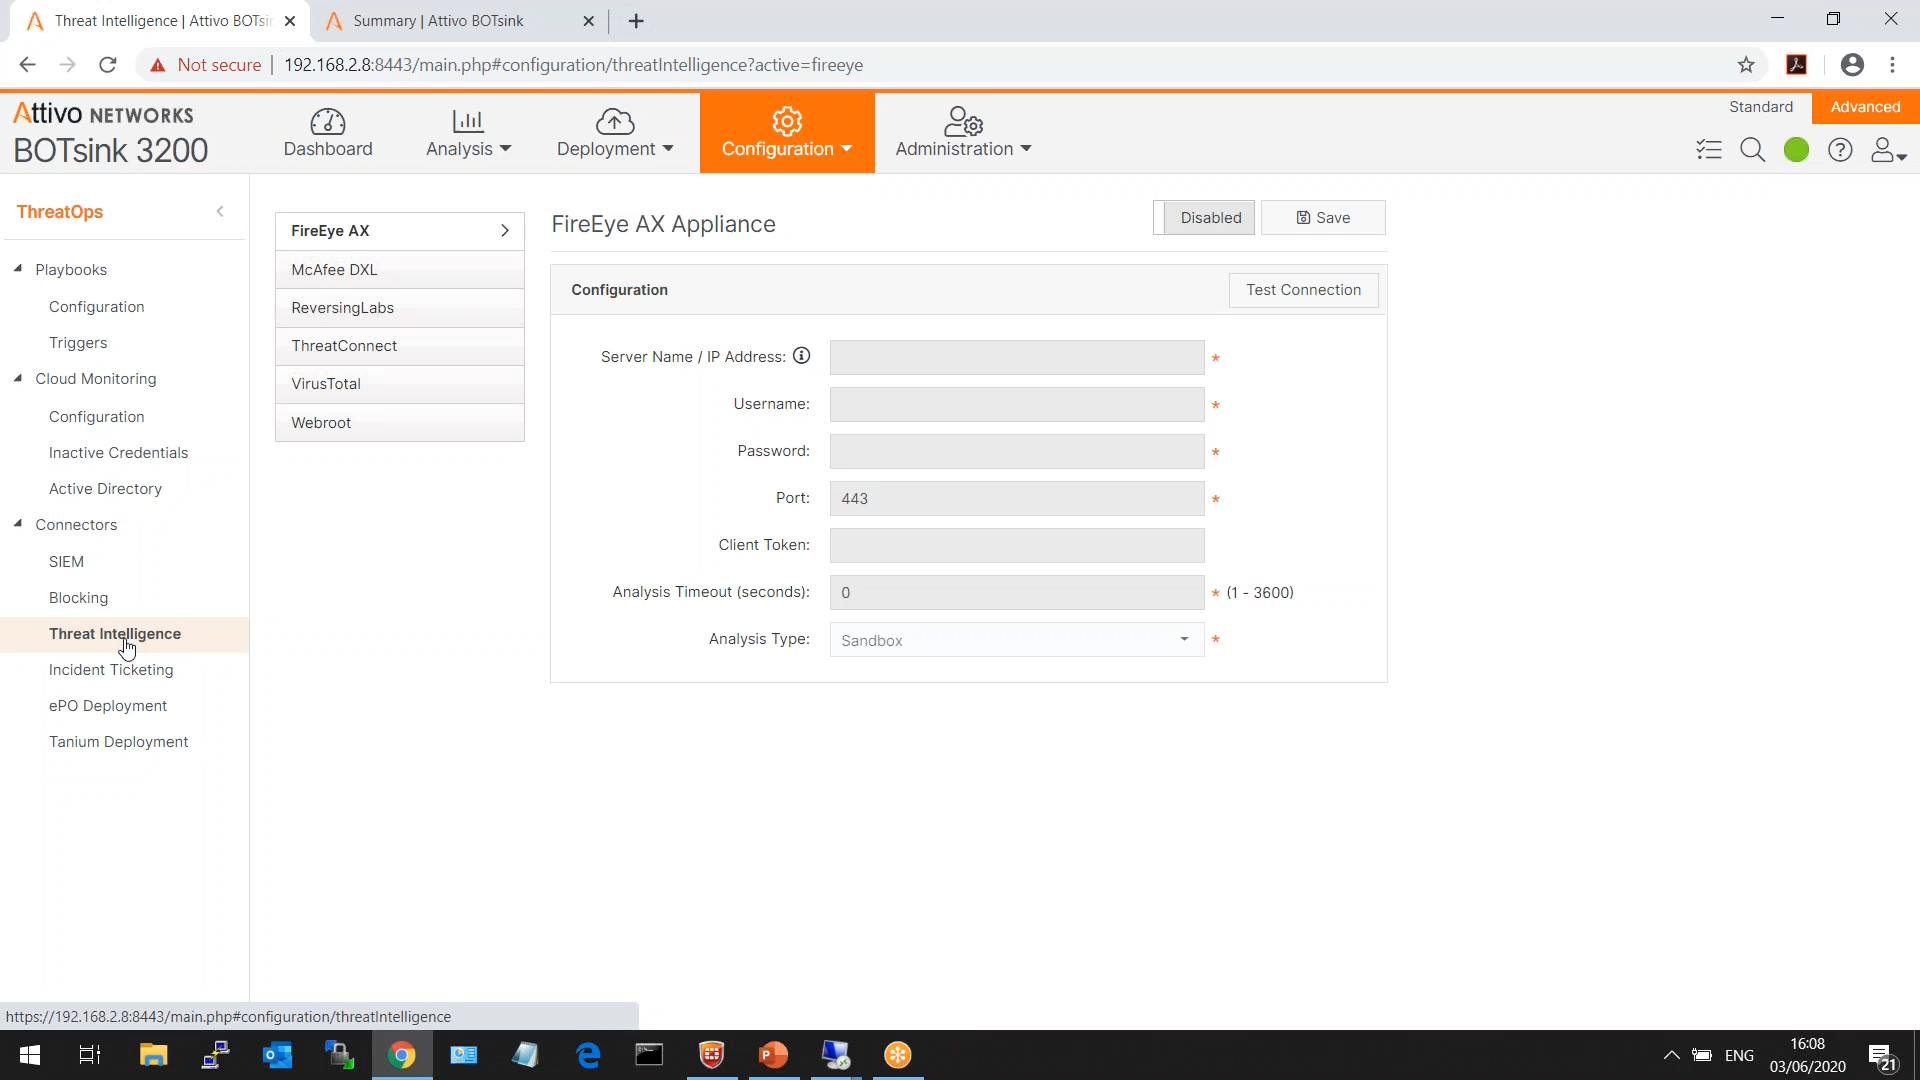 Threat Intelligence | Attivo BOTsin
Summary | Attivo BOTsink
Not secure
192.168.2.8:8443/main.php#configuration/threatIntelligence?active=fireeye
Attivo NETWORKS
BOTsink 3200
Dashboard
Analysis
Deployment
Configuration
Administration
Standard
Advanced
ThreatOps
Playbooks
Configuration
Triggers
Cloud Monitoring
Configuration
Inactive Credentials
Active Directory
Connectors
SIEM
Blocking
Threat Intelligence
Incident Ticketing
ePO Deployment
Tanium Deployment
FireEye AX
McAfee DXL
ReversingLabs
ThreatConnect
VirusTotal
Webroot
FireEye AX Appliance
Disabled
Save
Configuration
Test Connection
Server Name / IP Address: *
Username: *
Password: *
Port: 443 *
Client Token:
Analysis Timeout (seconds): 0 * (1 - 3600)
Analysis Type: Sandbox *
https://192.168.2.8:8443/main.php#configuration/threatIntelligence
ENG
16:08
03/06/2020
21